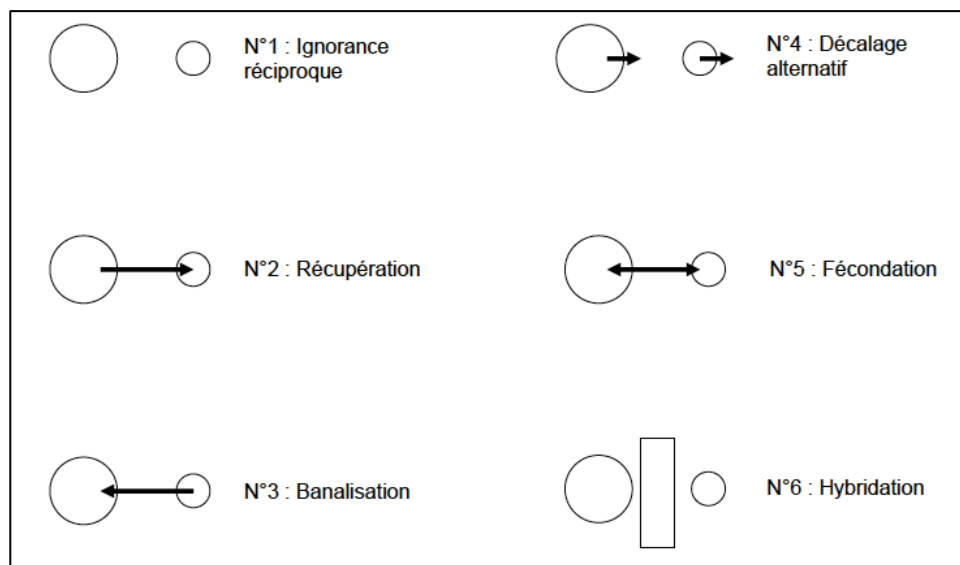 N°1 : Ignorance
réciproque
N°4 : Décalage
alternatif
N°2 : Récupération
N°5 : Fécondation
N°3 : Banalisation
N°6 : Hybridation